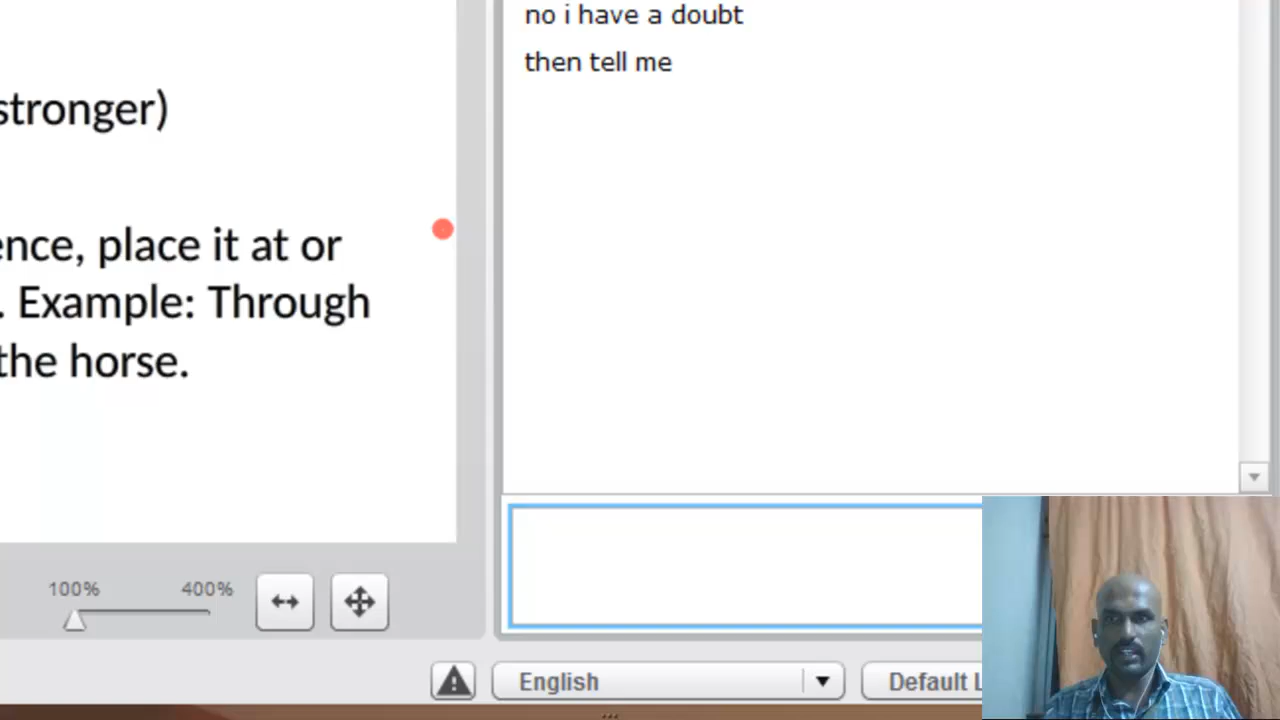 no i have a doubt
then tell me
stronger)
ence, place it at or
. Example: Through
the horse.
100% 400%
English
Default L